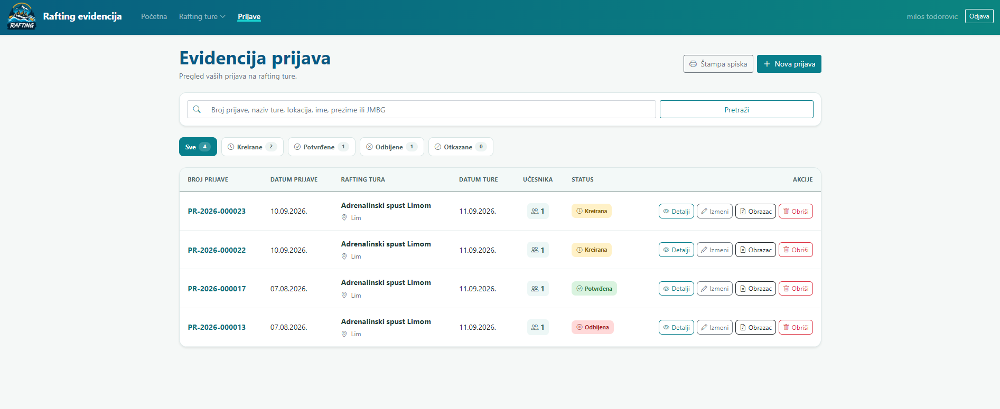 RAFTING
Rafting evidencija
Početna
Rafting ture
Prijave
milos todorovic
Odjava
Evidencija prijava
Pregled vaših prijava na rafting ture.
Štampa spiska
+ Nova prijava
Broj prijave, naziv ture, lokacija, ime, prezime ili JMBG
Pretraži
Sve 4
Kreirane 2
Potvrđene 1
Odbijene 1
Otkazane 0
BROJ PRIJAVE DATUM PRIJAVE RAFTING TURA DATUM TURE UČESNIKA STATUS AKCIJE
PR-2026-000023 10.09.2026. Adrenalinski spust Limom 11.09.2026. 1 Kreirana Detalji Izmeni Obrazac Obriši
Lim
PR-2026-000022 10.09.2026. Adrenalinski spust Limom 11.09.2026. 1 Kreirana Detalji Izmeni Obrazac Obriši
Lim
PR-2026-000017 07.08.2026. Adrenalinski spust Limom 11.09.2026. 1 Potvrđena Detalji Izmeni Obrazac Obriši
Lim
PR-2026-000013 07.08.2026. Adrenalinski spust Limom 11.09.2026. 1 Odbijena Detalji Izmeni Obrazac Obriši
Lim